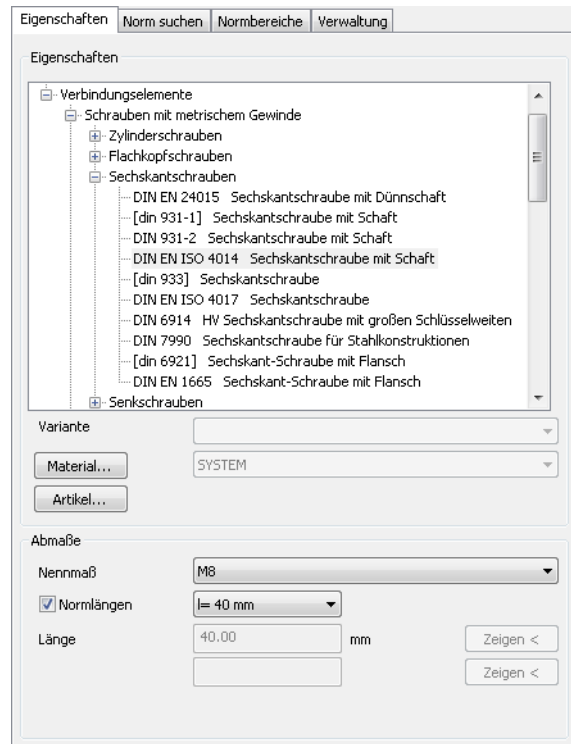 Eigenschaften Norm suchen Normbereiche Verwaltung
Eigenschaften
Verbindungselemente
Schrauben mit metrischem Gewinde
Zylinderschrauben
Flachkopfschrauben
Sechskantschrauben
DIN EN 24015 Sechskantschraube mit Dünnschaft
[din 931-1] Sechskantschraube mit Schaft
DIN 931-2 Sechskantschraube mit Schaft
DIN EN ISO 4014 Sechskantschraube mit Schaft
[din 933] Sechskantschraube
DIN EN ISO 4017 Sechskantschraube
DIN 6914 HV Sechskantschraube mit großen Schlüsselweiten
DIN 7990 Sechskantschraube für Stahlkonstruktionen
[din 6921] Sechskant-Schraube mit Flansch
DIN EN 1665 Sechskant-Schraube mit Flansch
Senkschrauben
Variante
Material... SYSTEM
Artikel...
Abmaße
Nennmaß M8
Normlängen l= 40 mm
Länge 40.00 mm Zeigen <
Zeigen <